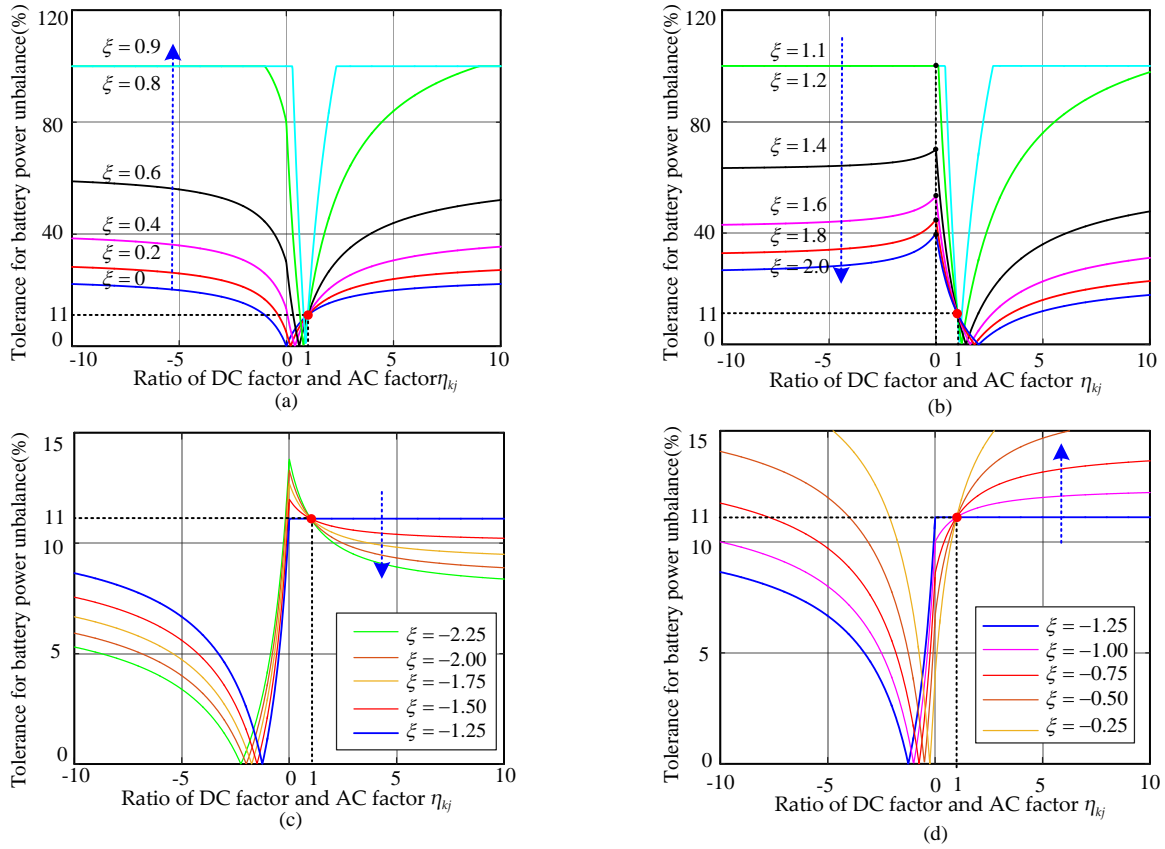 Tolerance for battery power unbalance(%)
120
80
40
11
0
ξ = 0.9
ξ = 0.8
ξ = 0.6
ξ = 0.4
ξ = 0.2
ξ = 0
-10 -5 0 1 5 10
Ratio of DC factor and AC factorη_kj
(a)
Tolerance for battery power unbalance(%)
120
80
40
11
0
ξ = 1.1
ξ = 1.2
ξ = 1.4
ξ = 1.6
ξ = 1.8
ξ = 2.0
-10 -5 0 1 5 10
Ratio of DC factor and AC factor η_kj
(b)
Tolerance for battery power unbalance(%)
15
11
10
5
0
ξ = −2.25
ξ = −2.00
ξ = −1.75
ξ = −1.50
ξ = −1.25
-10 -5 0 1 5 10
Ratio of DC factor and AC factor η_kj
(c)
Tolerance for battery power unbalance(%)
15
11
10
5
0
ξ = −1.25
ξ = −1.00
ξ = −0.75
ξ = −0.50
ξ = −0.25
-10 -5 0 1 5 10
Ratio of DC factor and AC factor η_kj
(d)